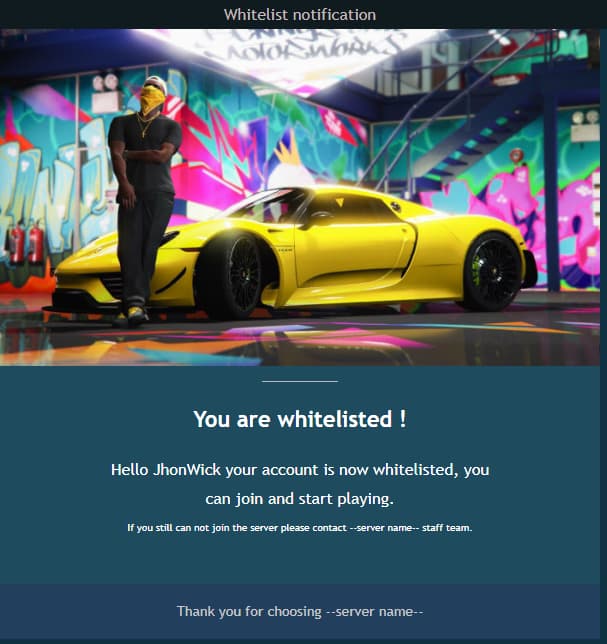 Whitelist notification
You are whitelisted !
Hello JhonWick your account is now whitelisted, you
can join and start playing.
If you still can not join the server please contact --server name-- staff team.
Thank you for choosing --server name--